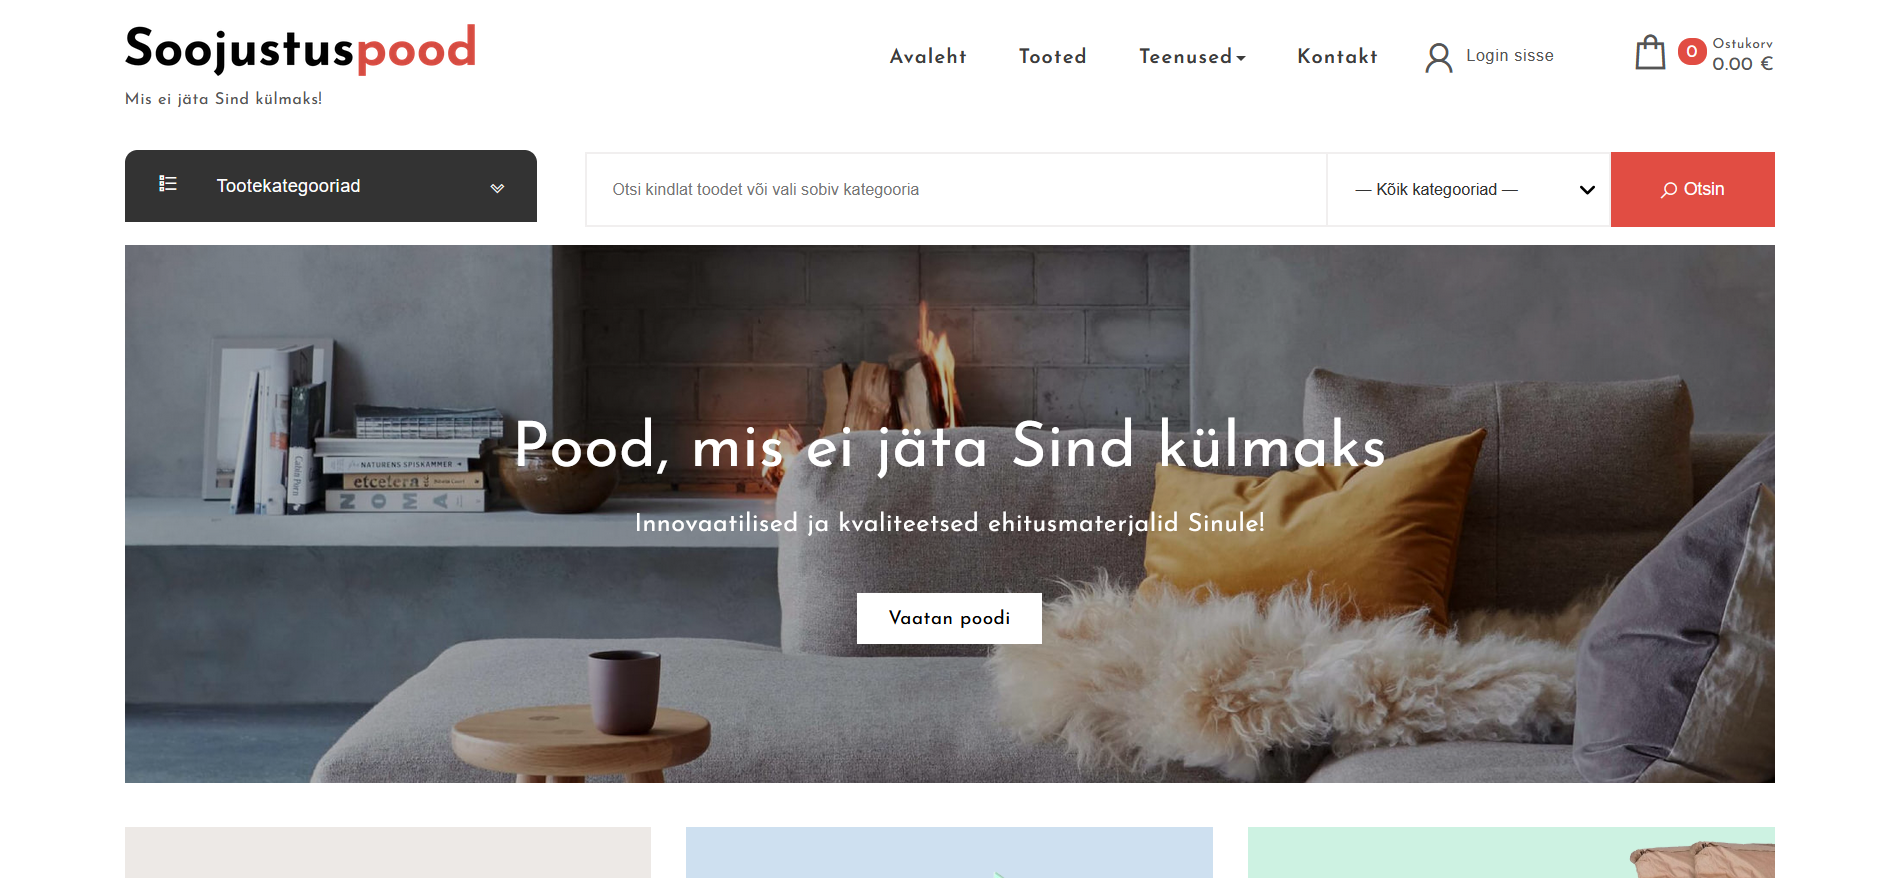 Soojustuspood
Mis ei jäta Sind külmaks!
Avaleht
Tooted
Teenused
Kontakt
Login sisse
0
Ostukorv
0.00 €
Tootekategooriad
Otsi kindlat toodet või vali sobiv kategooria
— Kõik kategooriad —
Otsin
Pood, mis ei jäta Sind külmaks
Innovaatilised ja kvaliteetsed ehitusmaterjalid Sinule!
Vaatan poodi
NATURENS SPISKAMMER
etcetera
NOMA